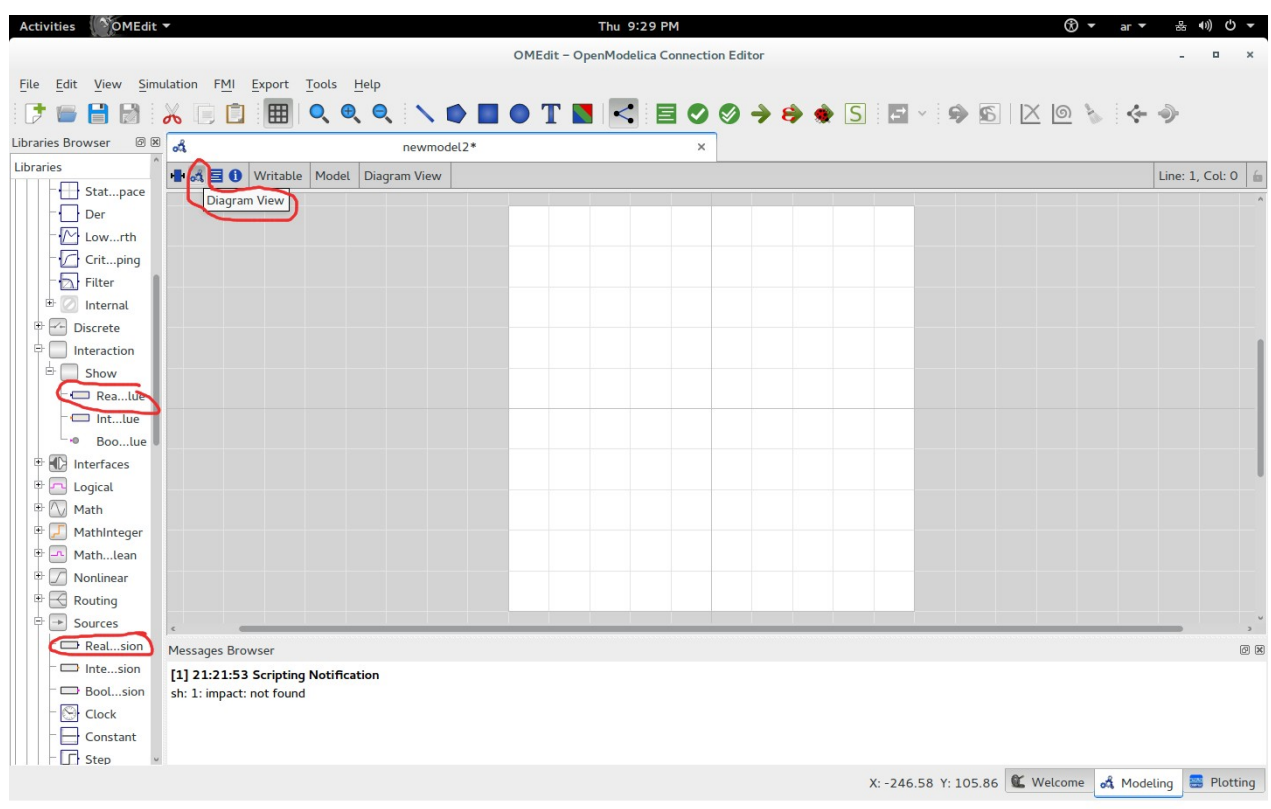 Activities OMEdit Thu 9:29 PM ar
OMEdit - OpenModelica Connection Editor
File Edit View Simulation FMI Export Tools Help
T S
Libraries Browser
newmodel2*
Libraries
Writable Model Diagram View Line: 1, Col: 0
Diagram View
Stat...pace
Der
Low...rth
Crit...ping
Filter
Internal
Discrete
Interaction
Show
Rea...lue
Int...lue
Boo...lue
Interfaces
Logical
Math
MathInteger
Math...lean
Nonlinear
Routing
Sources
Real...sion
Inte...sion
Bool...sion
Clock
Constant
Step
Messages Browser
[1] 21:21:53 Scripting Notification
sh: 1: impact: not found
X: -246.58 Y: 105.86 Welcome Modeling Plotting